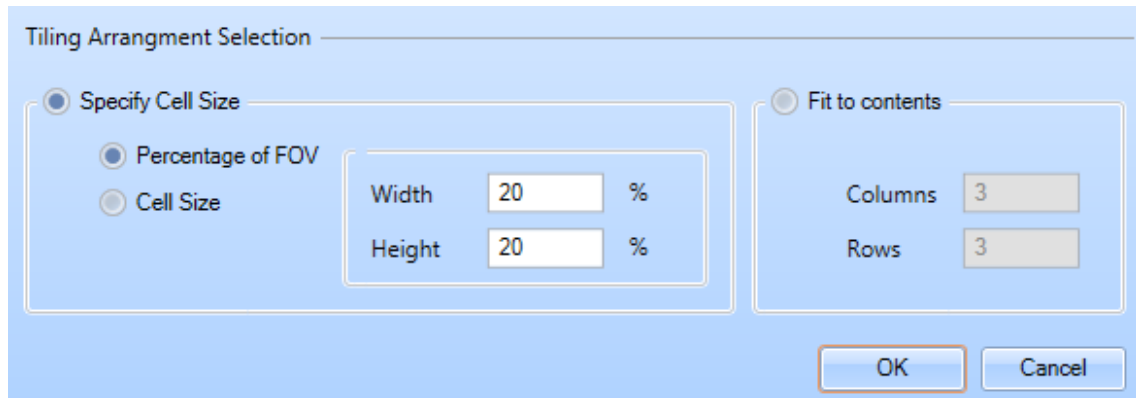 Tiling Arrangment Selection
Specify Cell Size
Percentage of FOV
Cell Size
Width 20 %
Height 20 %
Fit to contents
Columns 3
Rows 3
OK Cancel